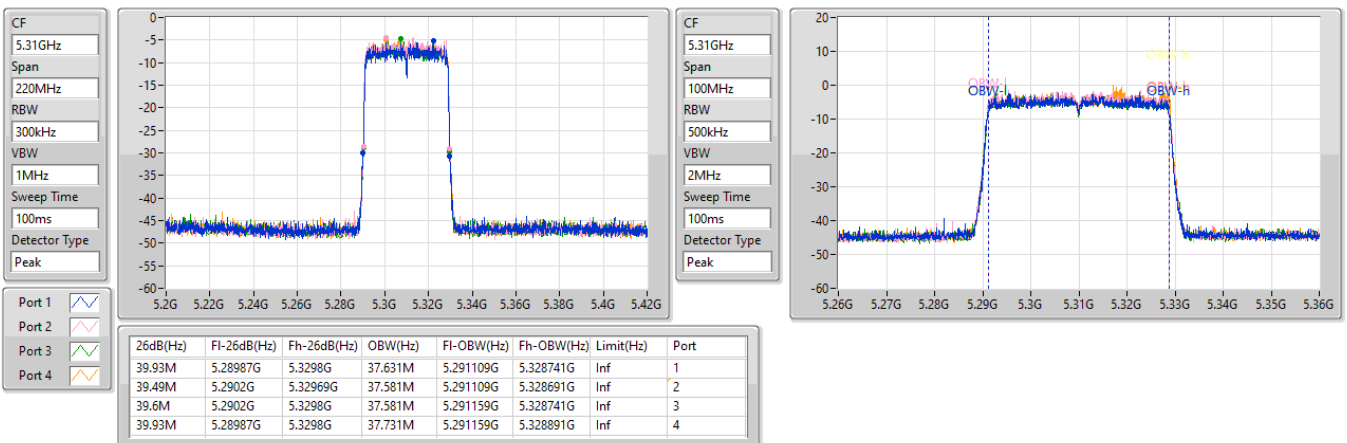 CF
5.31GHz
Span
220MHz
RBW
300kHz
VBW
1MHz
Sweep Time
100ms
Detector Type
Peak
0
-5
-10
-15
-20
-25
-30
-35
-40
-45
-50
-55
-60
5.2G 5.22G 5.24G 5.26G 5.28G 5.3G 5.32G 5.34G 5.36G 5.38G 5.4G 5.42G
CF
5.31GHz
Span
100MHz
RBW
500kHz
VBW
2MHz
Sweep Time
100ms
Detector Type
Peak
20
10
0
-10
-20
-30
-40
-50
-60
OBW-h
OBW-l OBW-h
5.26G 5.27G 5.28G 5.29G 5.3G 5.31G 5.32G 5.33G 5.34G 5.35G 5.36G
Port 1
Port 2
Port 3
Port 4
26dB(Hz) Fl-26dB(Hz) Fh-26dB(Hz) OBW(Hz) Fl-OBW(Hz) Fh-OBW(Hz) Limit(Hz) Port
39.93M 5.28987G 5.3298G 37.631M 5.291109G 5.328741G Inf 1
39.49M 5.2902G 5.32969G 37.581M 5.291109G 5.328691G Inf 2
39.6M 5.2902G 5.3298G 37.581M 5.291159G 5.328741G Inf 3
39.93M 5.28987G 5.3298G 37.731M 5.291159G 5.328891G Inf 4